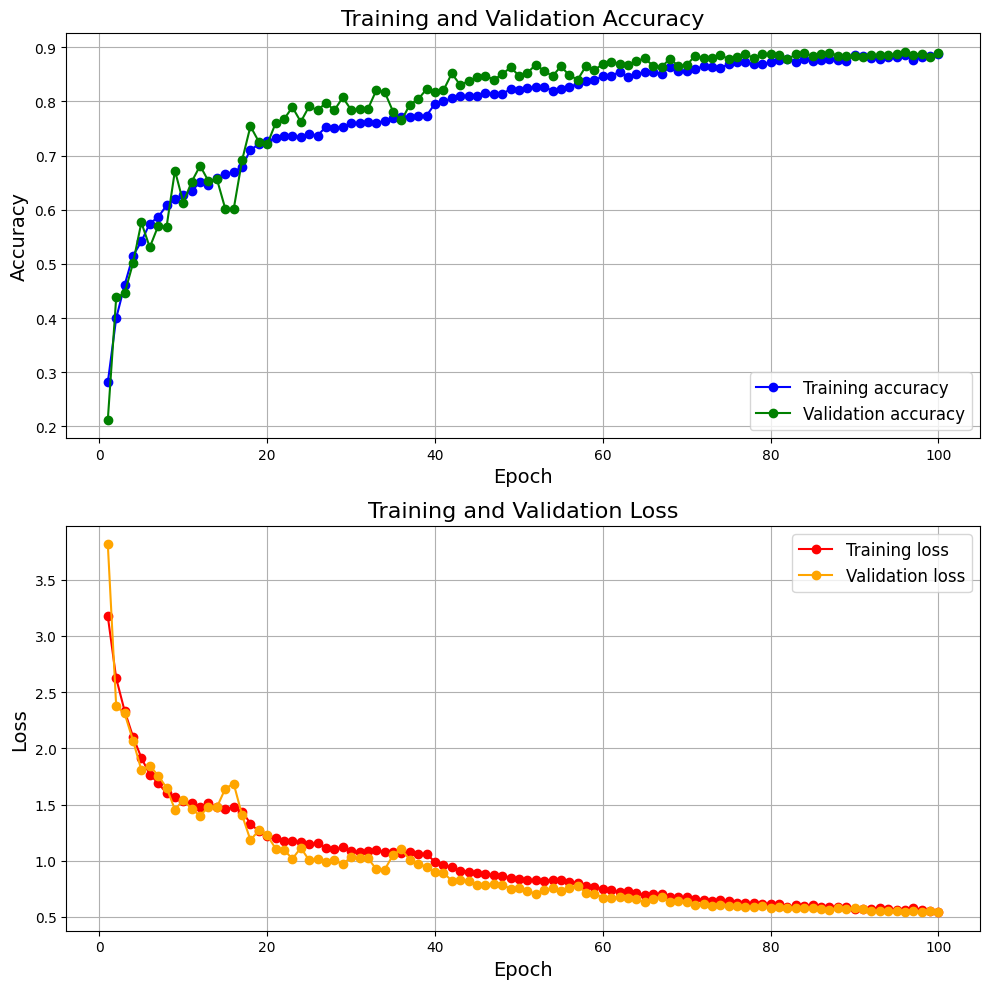 Training and Validation Accuracy
0.9
0.8
0.7
0.6
0.5
0.4
0.3
0.2
Accuracy
Training accuracy
Validation accuracy
0 20 40 60 80 100
Epoch
Training and Validation Loss
3.5
3.0
2.5
2.0
1.5
1.0
0.5
Loss
Training loss
Validation loss
0 20 40 60 80 100
Epoch